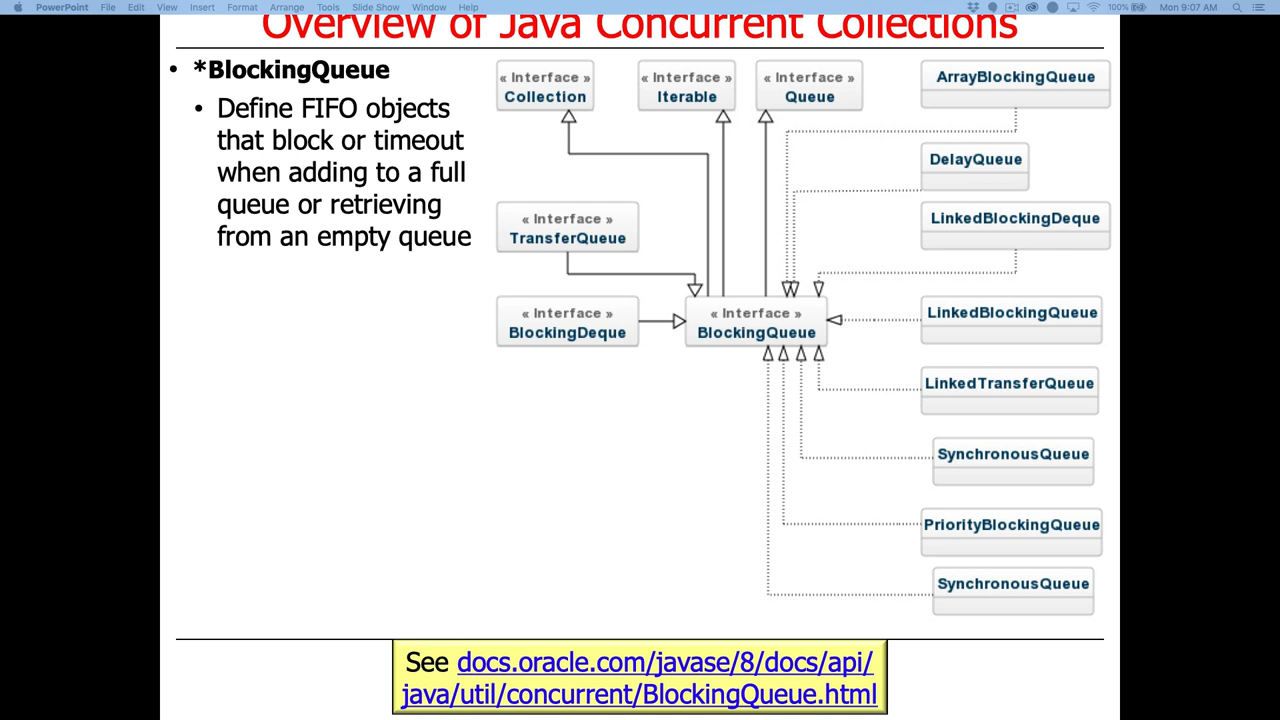 PowerPoint File Edit View Insert Format Arrange Tools Slide Show Window Help 100% Mon 9:07 AM
Overview of Java Concurrent Collections
• *BlockingQueue
• Define FIFO objects
that block or timeout
when adding to a full
queue or retrieving
from an empty queue
« Interface »
Collection
« Interface »
Iterable
« Interface »
Queue
ArrayBlockingQueue
DelayQueue
« Interface »
TransferQueue
LinkedBlockingDeque
« Interface »
BlockingDeque
« Interface »
BlockingQueue
LinkedBlockingQueue
LinkedTransferQueue
SynchronousQueue
PriorityBlockingQueue
SynchronousQueue
See docs.oracle.com/javase/8/docs/api/
java/util/concurrent/BlockingQueue.html